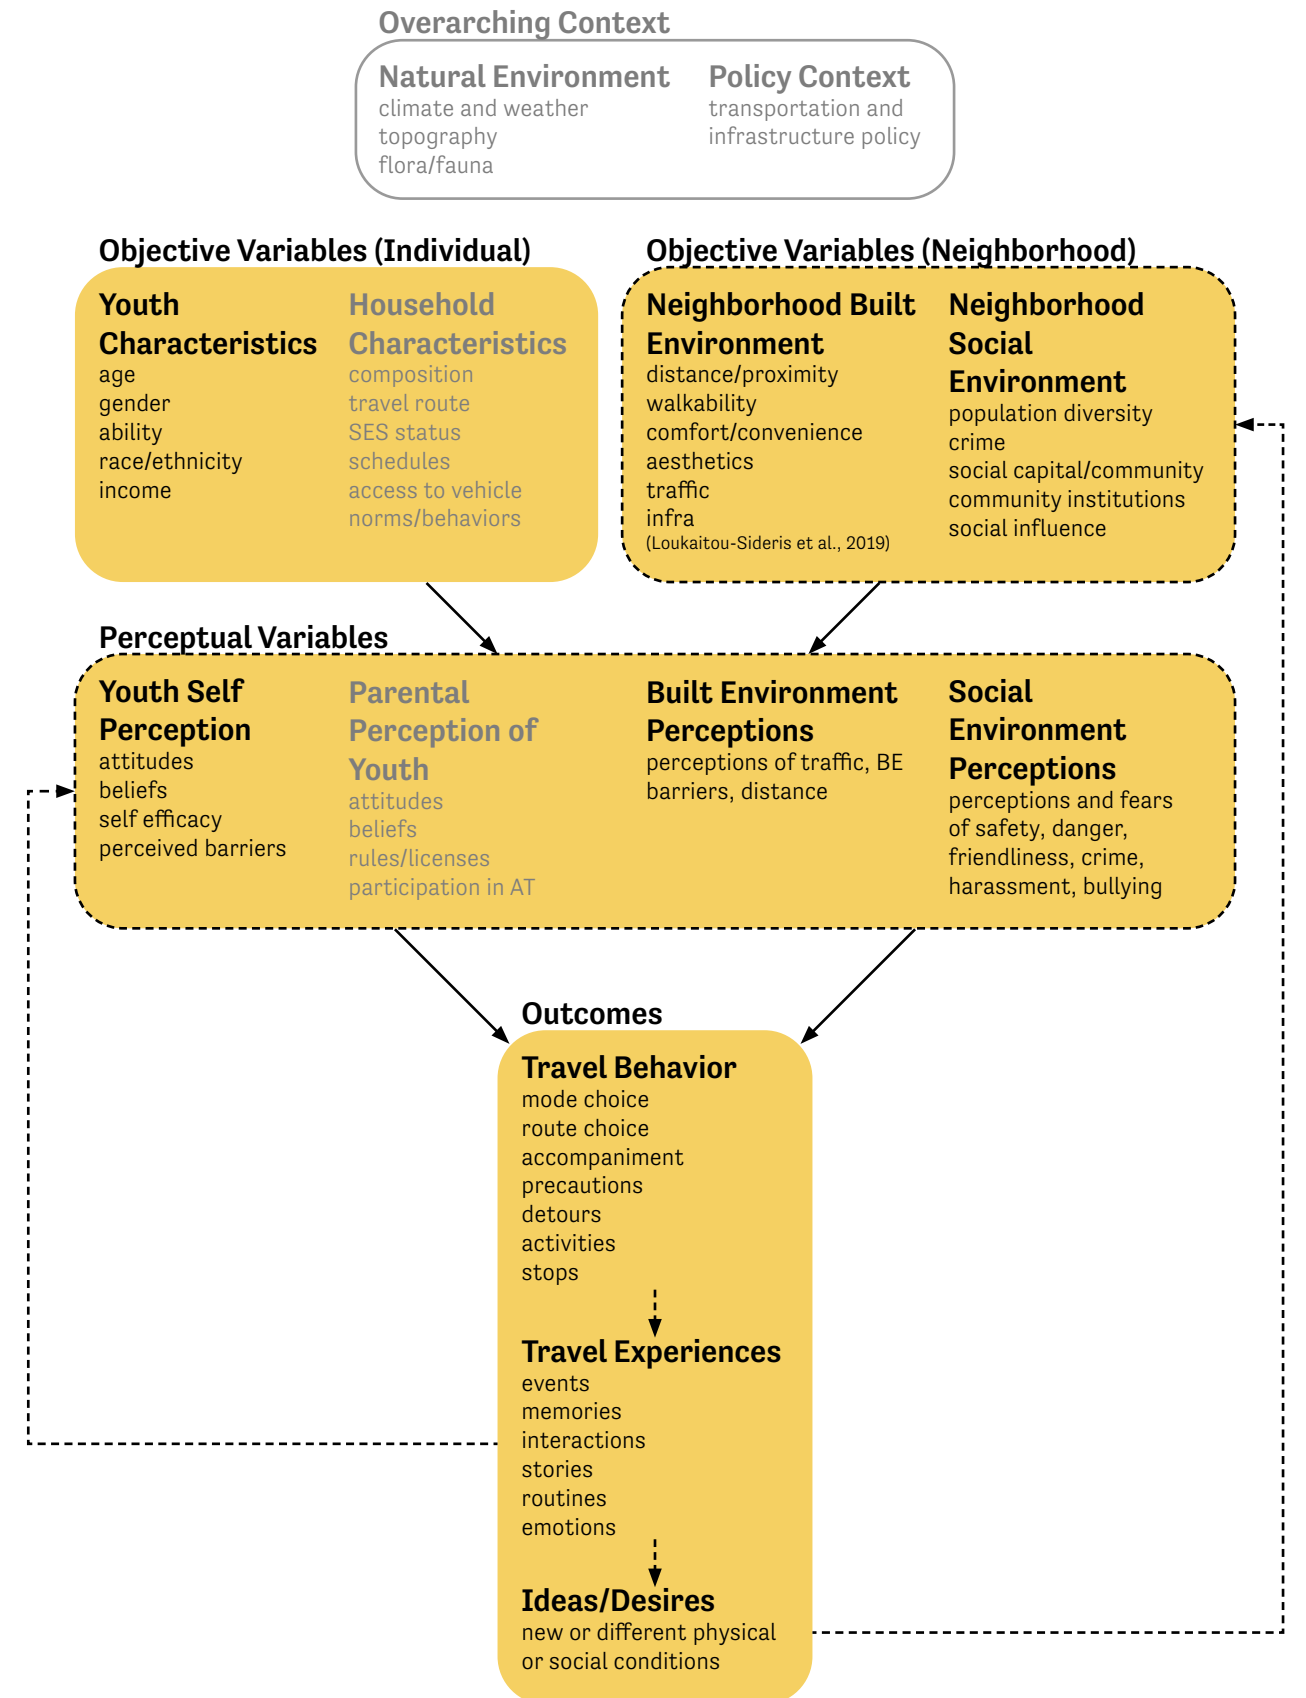 Overarching Context
Natural Environment
climate and weather
topography
flora/fauna
Policy Context
transportation and
infrastructure policy
Objective Variables (Individual)
Youth
Characteristics
age
gender
ability
race/ethnicity
income
Household
Characteristics
composition
travel route
SES status
schedules
access to vehicle
norms/behaviors
Objective Variables (Neighborhood)
Neighborhood Built
Environment
distance/proximity
walkability
comfort/convenience
aesthetics
traffic
infra
(Loukaitou-Sideris et al., 2019)
Neighborhood
Social
Environment
population diversity
crime
social capital/community
community institutions
social influence
Perceptual Variables
Youth Self
Perception
attitudes
beliefs
self efficacy
perceived barriers
Parental
Perception of
Youth
attitudes
beliefs
rules/licenses
participation in AT
Built Environment
Perceptions
perceptions of traffic, BE
barriers, distance
Social
Environment
Perceptions
perceptions and fears
of safety, danger,
friendliness, crime,
harassment, bullying
Outcomes
Travel Behavior
mode choice
route choice
accompaniment
precautions
detours
activities
stops
Travel Experiences
events
memories
interactions
stories
routines
emotions
Ideas/Desires
new or different physical
or social conditions